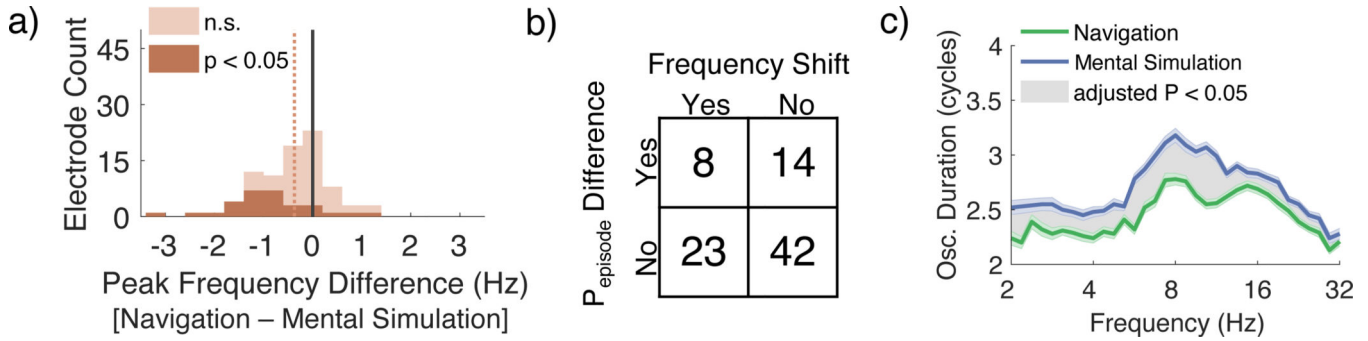 a)
n.s.
p < 0.05
Electrode Count
45
30
15
0
-3 -2 -1 0 1 2 3
Peak Frequency Difference (Hz)
[Navigation – Mental Simulation]
b)
Frequency Shift
Yes No
P episode Difference
Yes
8 14
No
23 42
c)
Navigation
Mental Simulation
adjusted P < 0.05
Osc. Duration (cycles)
4
3.5
3
2.5
2
2 4 8 16 32
Frequency (Hz)